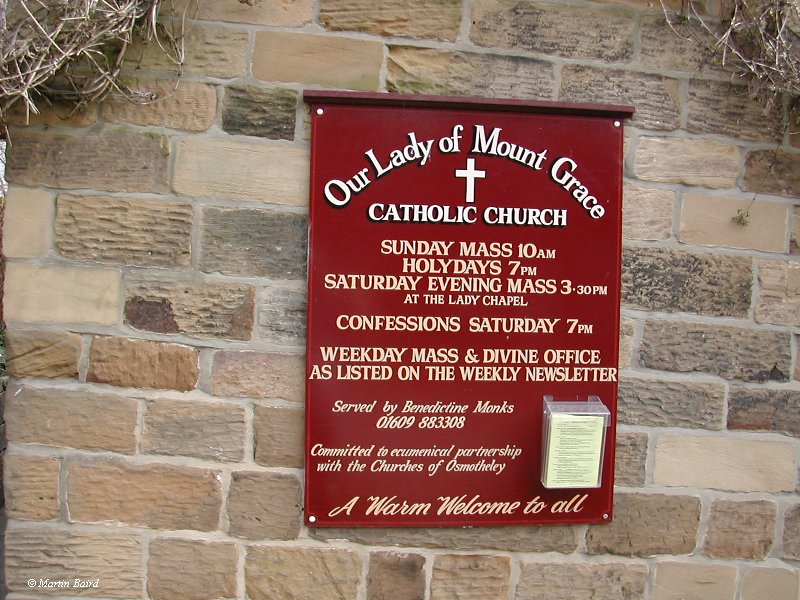 Our Lady of Mount Grace
CATHOLIC CHURCH
SUNDAY MASS 10AM
HOLYDAYS 7PM
SATURDAY EVENING MASS 3·30PM
AT THE LADY CHAPEL
CONFESSIONS SATURDAY 7PM
WEEKDAY MASS & DIVINE OFFICE
AS LISTED ON THE WEEKLY NEWSLETTER
Served by Benedictine Monks
01609 883308
Committed to ecumenical partnership
with the Churches of Osmotherley
A Warm Welcome to all
© Martin Baird